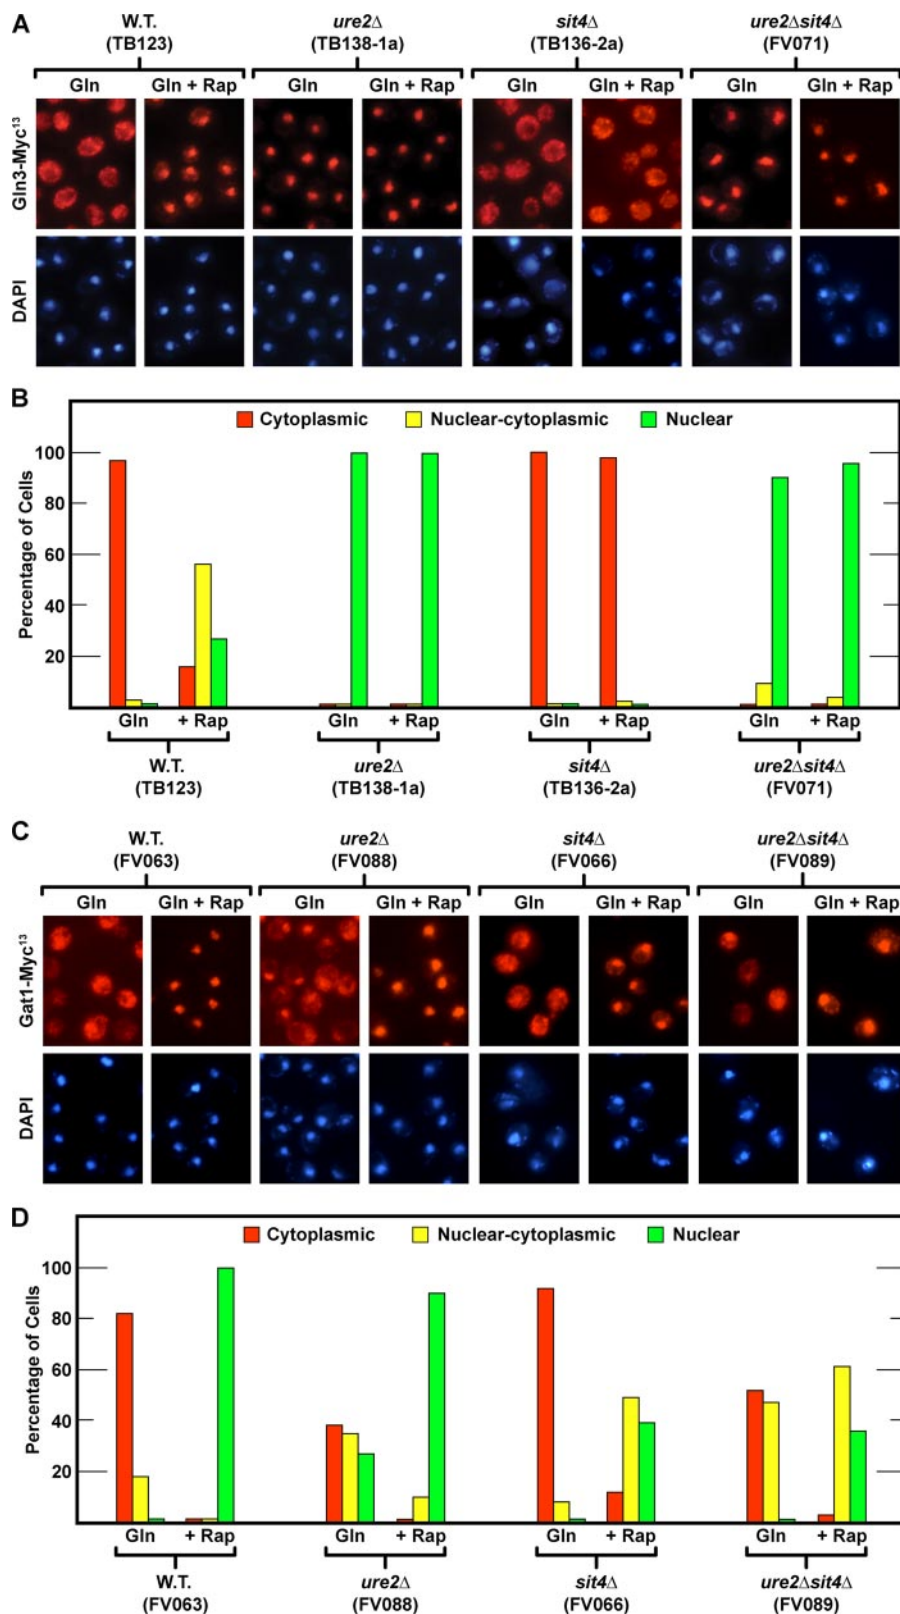 A
W.T. ure2Δ sit4Δ ure2Δsit4Δ
(TB123) (TB138-1a) (TB136-2a) (FV071)
Gln Gln + Rap Gln Gln + Rap Gln Gln + Rap Gln Gln + Rap
Gln3-Myc¹³
DAPI
B
Cytoplasmic Nuclear-cytoplasmic Nuclear
Percentage of Cells
100
80
60
40
20
Gln + Rap Gln + Rap Gln + Rap Gln + Rap
W.T. ure2Δ sit4Δ ure2Δsit4Δ
(TB123) (TB138-1a) (TB136-2a) (FV071)
C
W.T. ure2Δ sit4Δ ure2Δsit4Δ
(FV063) (FV088) (FV066) (FV089)
Gln Gln + Rap Gln Gln + Rap Gln Gln + Rap Gln Gln + Rap
Gat1-Myc¹³
DAPI
D
Cytoplasmic Nuclear-cytoplasmic Nuclear
Percentage of Cells
100
80
60
40
20
Gln + Rap Gln + Rap Gln + Rap Gln + Rap
W.T. ure2Δ sit4Δ ure2Δsit4Δ
(FV063) (FV088) (FV066) (FV089)